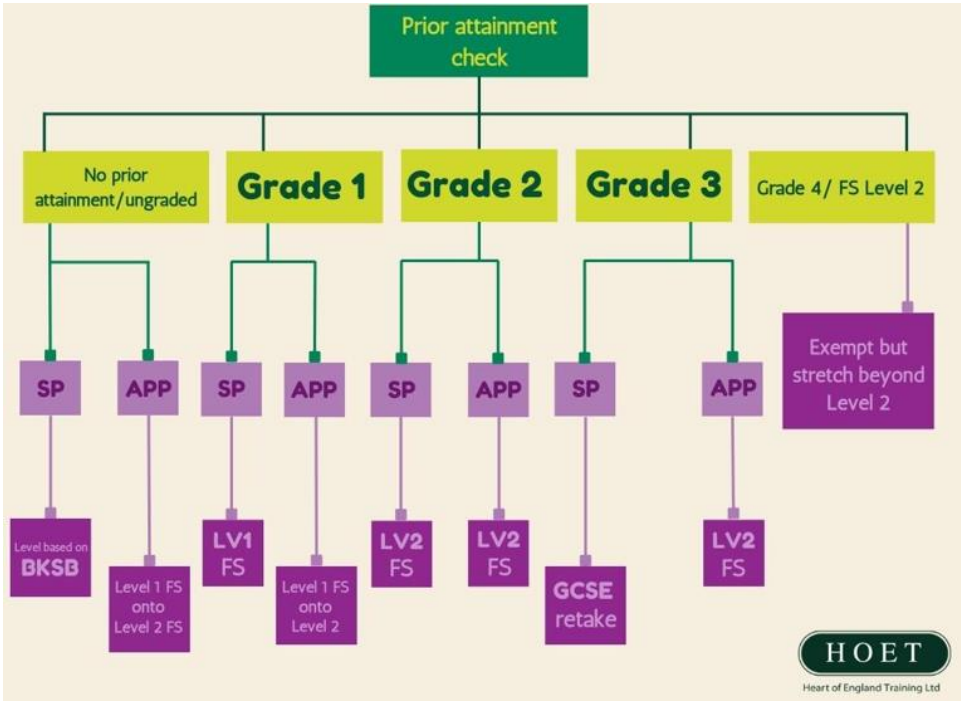 Prior attainment
check
No prior
attainment/ungraded
Grade 1
Grade 2
Grade 3
Grade 4/ FS Level 2
SP
APP
SP
APP
SP
APP
SP
APP
Exempt but
stretch beyond
Level 2
Level based on
BKSB
Level 1 FS
onto
Level 2 FS
LV1
FS
Level 1 FS
onto
Level 2
LV2
FS
LV2
FS
GCSE
retake
LV2
FS
HOET
Heart of England Training Ltd